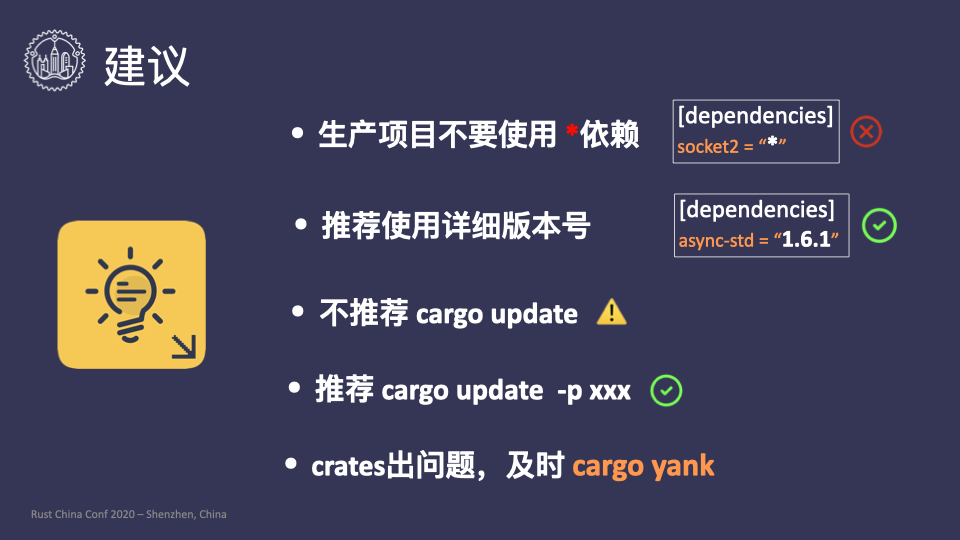 建议
• 生产项目不要使用 *依赖
[dependencies]
socket2 = “*”
• 推荐使用详细版本号
[dependencies]
async-std = “1.6.1”
• 不推荐 cargo update
• 推荐 cargo update -p xxx
• crates出问题，及时 cargo yank
Rust China Conf 2020 – Shenzhen, China